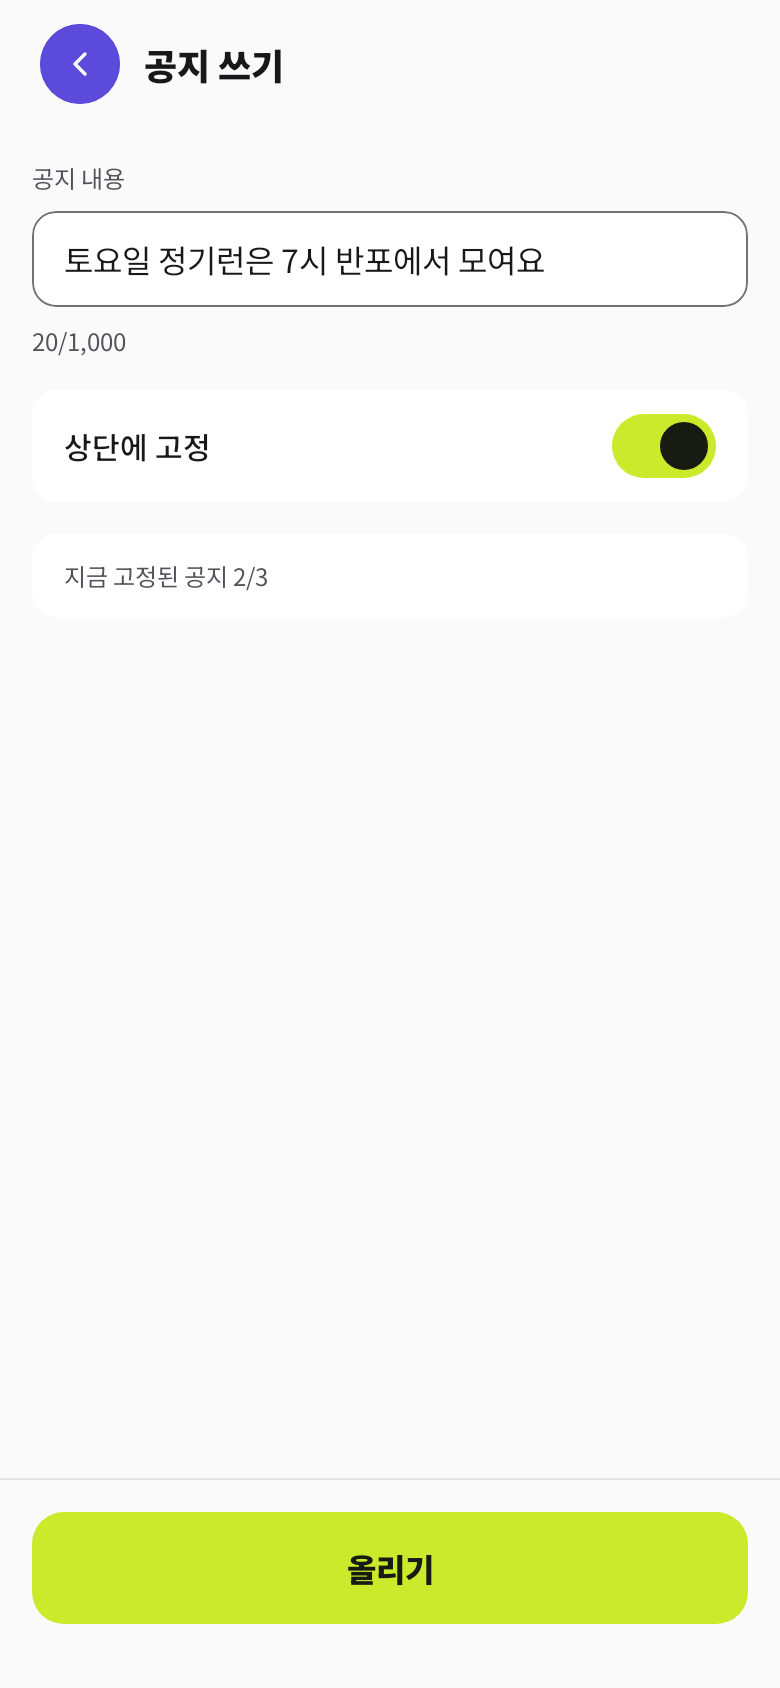 공지 쓰기
공지 내용
토요일 정기런은 7시 반포에서 모여요
20/1,000
상단에 고정
지금 고정된 공지 2/3
올리기